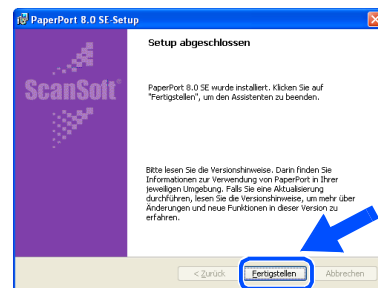 PaperPort 8.0 SE-Setup
Setup abgeschlossen
ScanSoft®
PaperPort 8.0 SE wurde installiert. Klicken Sie auf
"Fertigstellen", um den Assistenten zu beenden.
Bitte lesen Sie die Versionshinweise. Darin finden Sie
Informationen zur Verwendung von PaperPort in Ihrer
jeweiligen Umgebung. Falls Sie eine Aktualisierung
durchführen, lesen Sie die Versionshinweise, um mehr über
Änderungen und neue Funktionen in dieser Version zu
erfahren.
< Zurück Fertigstellen Abbrechen